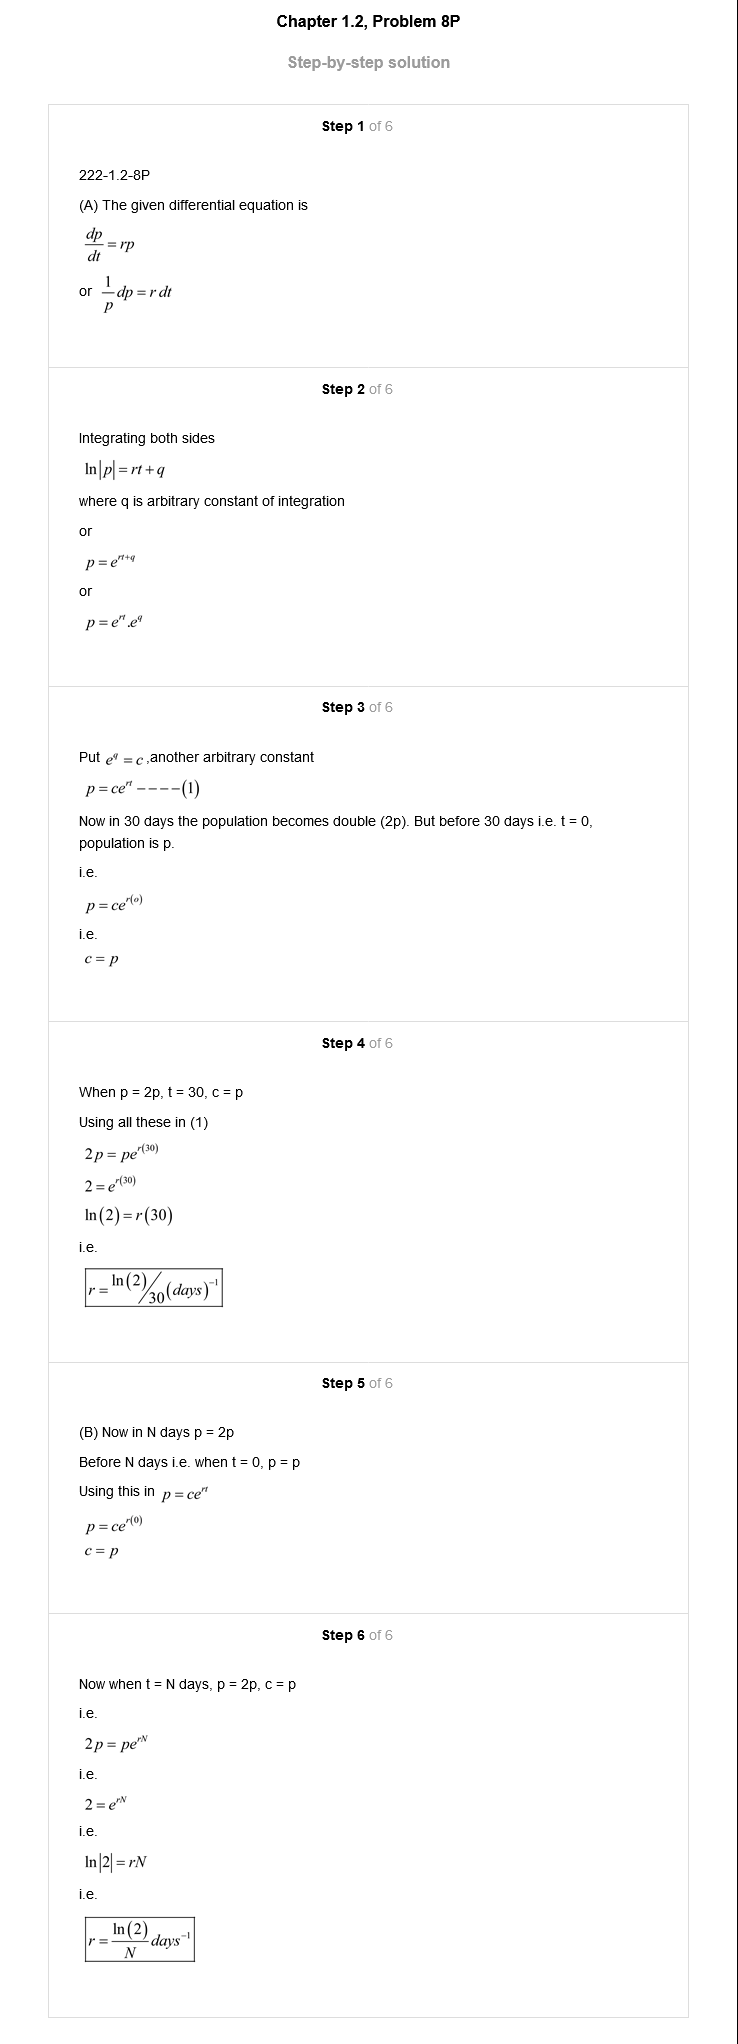 Chapter 1.2, Problem 8P
Step-by-step solution
Step 1 of 6
222-1.2-8P
(A) The given differential equation is
dp/dt = rp
or 1/p dp = r dt
Step 2 of 6
Integrating both sides
ln|p| = rt + q
where q is arbitrary constant of integration
or
p = e^{rt+q}
or
p = e^{rt}.e^{q}
Step 3 of 6
Put e^{q} = c ,another arbitrary constant
p = ce^{rt} ----(1)
Now in 30 days the population becomes double (2p). But before 30 days i.e. t = 0,
population is p.
i.e.
p = ce^{r(o)}
i.e.
c = p
Step 4 of 6
When p = 2p, t = 30, c = p
Using all these in (1)
2p = pe^{r(30)}
2 = e^{r(30)}
ln(2) = r(30)
i.e.
r = ln(2)/30 (days)^{-1}
Step 5 of 6
(B) Now in N days p = 2p
Before N days i.e. when t = 0, p = p
Using this in p = ce^{rt}
p = ce^{r(0)}
c = p
Step 6 of 6
Now when t = N days, p = 2p, c = p
i.e.
2p = pe^{rN}
i.e.
2 = e^{rN}
i.e.
ln|2| = rN
i.e.
r = ln(2)/N days^{-1}